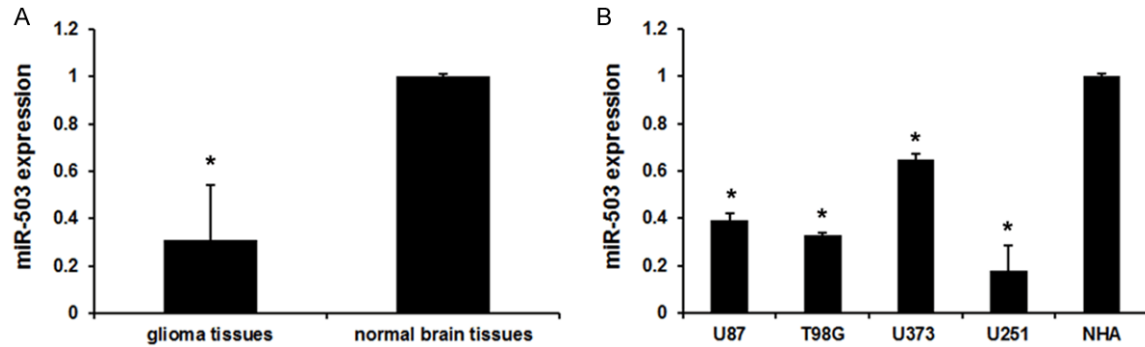 A
miR-503 expression
1.2
1
0.8
0.6
0.4
0.2
0
*
glioma tissues
normal brain tissues
B
miR-503 expression
1.2
1
0.8
0.6
0.4
0.2
0
*
*
*
*
U87
T98G
U373
U251
NHA